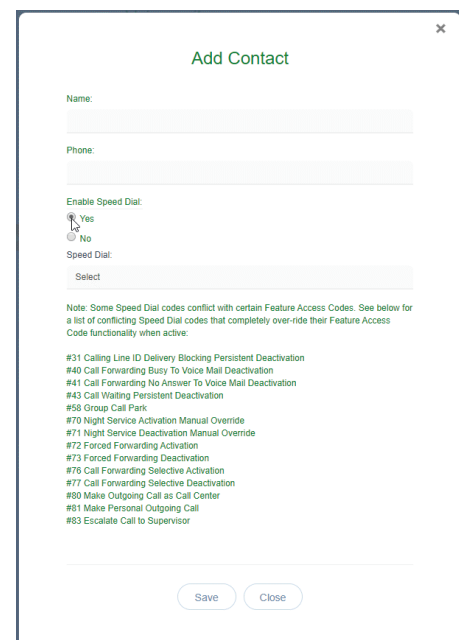 ×
Add Contact
Name:
Phone:
Enable Speed Dial:
Yes
No
Speed Dial:
Select
Note: Some Speed Dial codes conflict with certain Feature Access Codes. See below for
a list of conflicting Speed Dial codes that completely over-ride their Feature Access
Code functionality when active:
#31 Calling Line ID Delivery Blocking Persistent Deactivation
#40 Call Forwarding Busy To Voice Mail Deactivation
#41 Call Forwarding No Answer To Voice Mail Deactivation
#43 Call Waiting Persistent Deactivation
#58 Group Call Park
#70 Night Service Activation Manual Override
#71 Night Service Deactivation Manual Override
#72 Forced Forwarding Activation
#73 Forced Forwarding Deactivation
#76 Call Forwarding Selective Activation
#77 Call Forwarding Selective Deactivation
#80 Make Outgoing Call as Call Center
#81 Make Personal Outgoing Call
#83 Escalate Call to Supervisor
Save Close